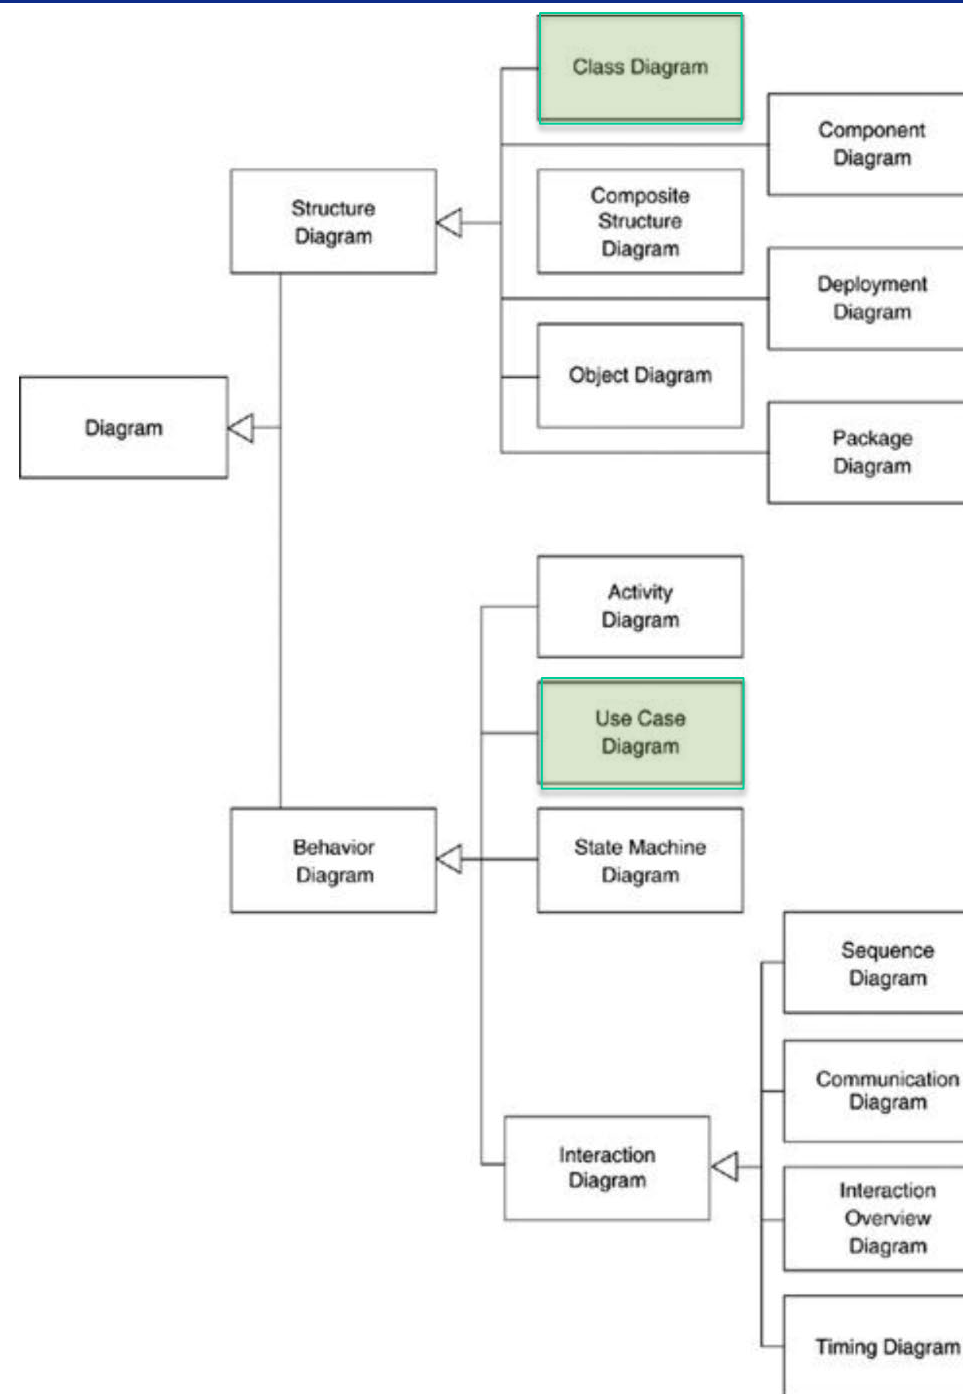 Class Diagram
Component
Diagram
Structure
Diagram
Composite
Structure
Diagram
Deployment
Diagram
Object Diagram
Diagram
Package
Diagram
Activity
Diagram
Use Case
Diagram
Behavior
Diagram
State Machine
Diagram
Sequence
Diagram
Communication
Diagram
Interaction
Diagram
Interaction
Overview
Diagram
Timing Diagram